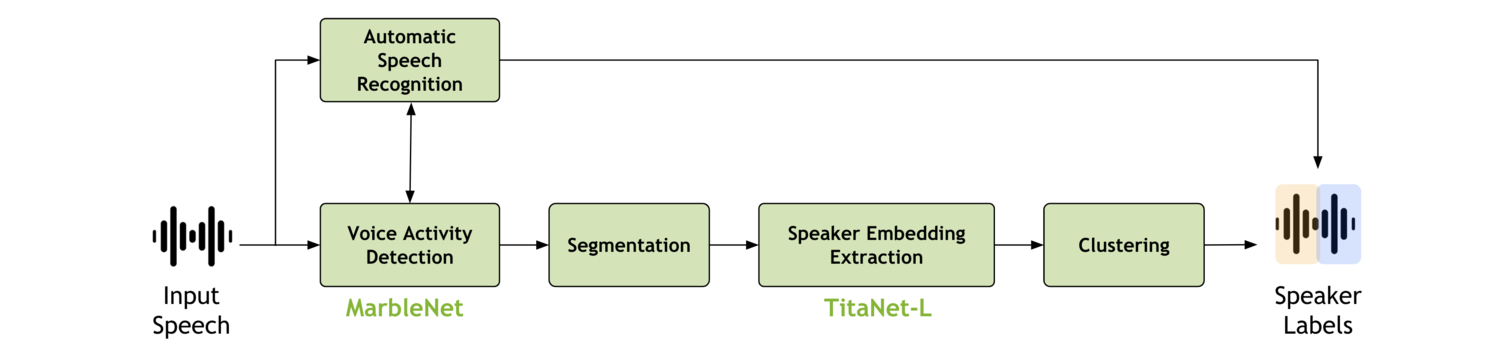 Automatic
Speech
Recognition
Voice Activity
Detection
Segmentation
Speaker Embedding
Extraction
Clustering
MarbleNet
TitaNet-L
Input
Speech
Speaker
Labels